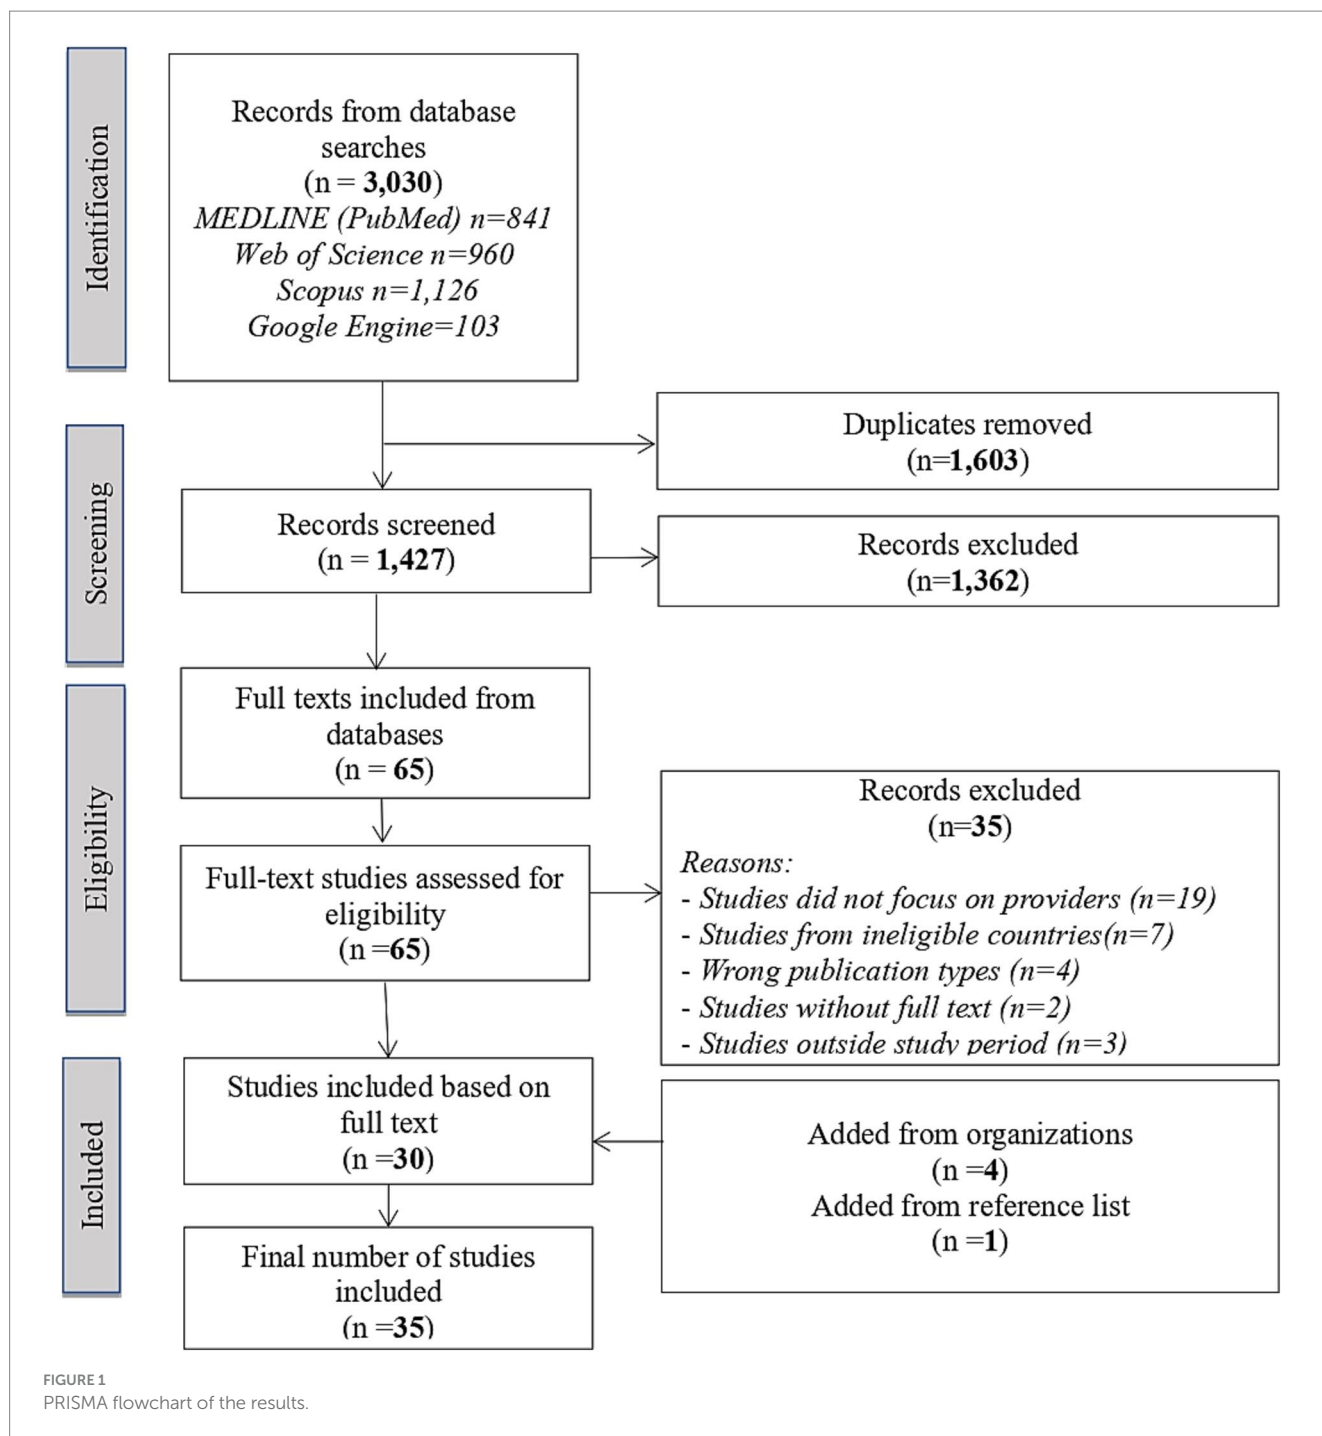 Identification
Records from database
searches
(n = 3,030)
MEDLINE (PubMed) n=841
Web of Science n=960
Scopus n=1,126
Google Engine=103
Duplicates removed
(n=1,603)
Screening
Records screened
(n = 1,427)
Records excluded
(n=1,362)
Full texts included from
databases
(n = 65)
Eligibility
Full-text studies assessed for
eligibility
(n =65)
Records excluded
(n=35)
Reasons:
- Studies did not focus on providers (n=19)
- Studies from ineligible countries(n=7)
- Wrong publication types (n=4)
- Studies without full text (n=2)
- Studies outside study period (n=3)
Included
Studies included based on
full text
(n =30)
Added from organizations
(n =4)
Added from reference list
(n =1)
Final number of studies
included
(n =35)
FIGURE 1
PRISMA flowchart of the results.